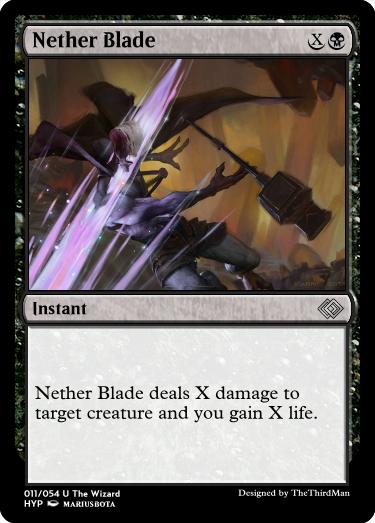 Nether Blade X
Instant
Nether Blade deals X damage to
target creature and you gain X life.
011/054 U The Wizard
HYP MARIUSBOTA
Designed by TheThirdMan